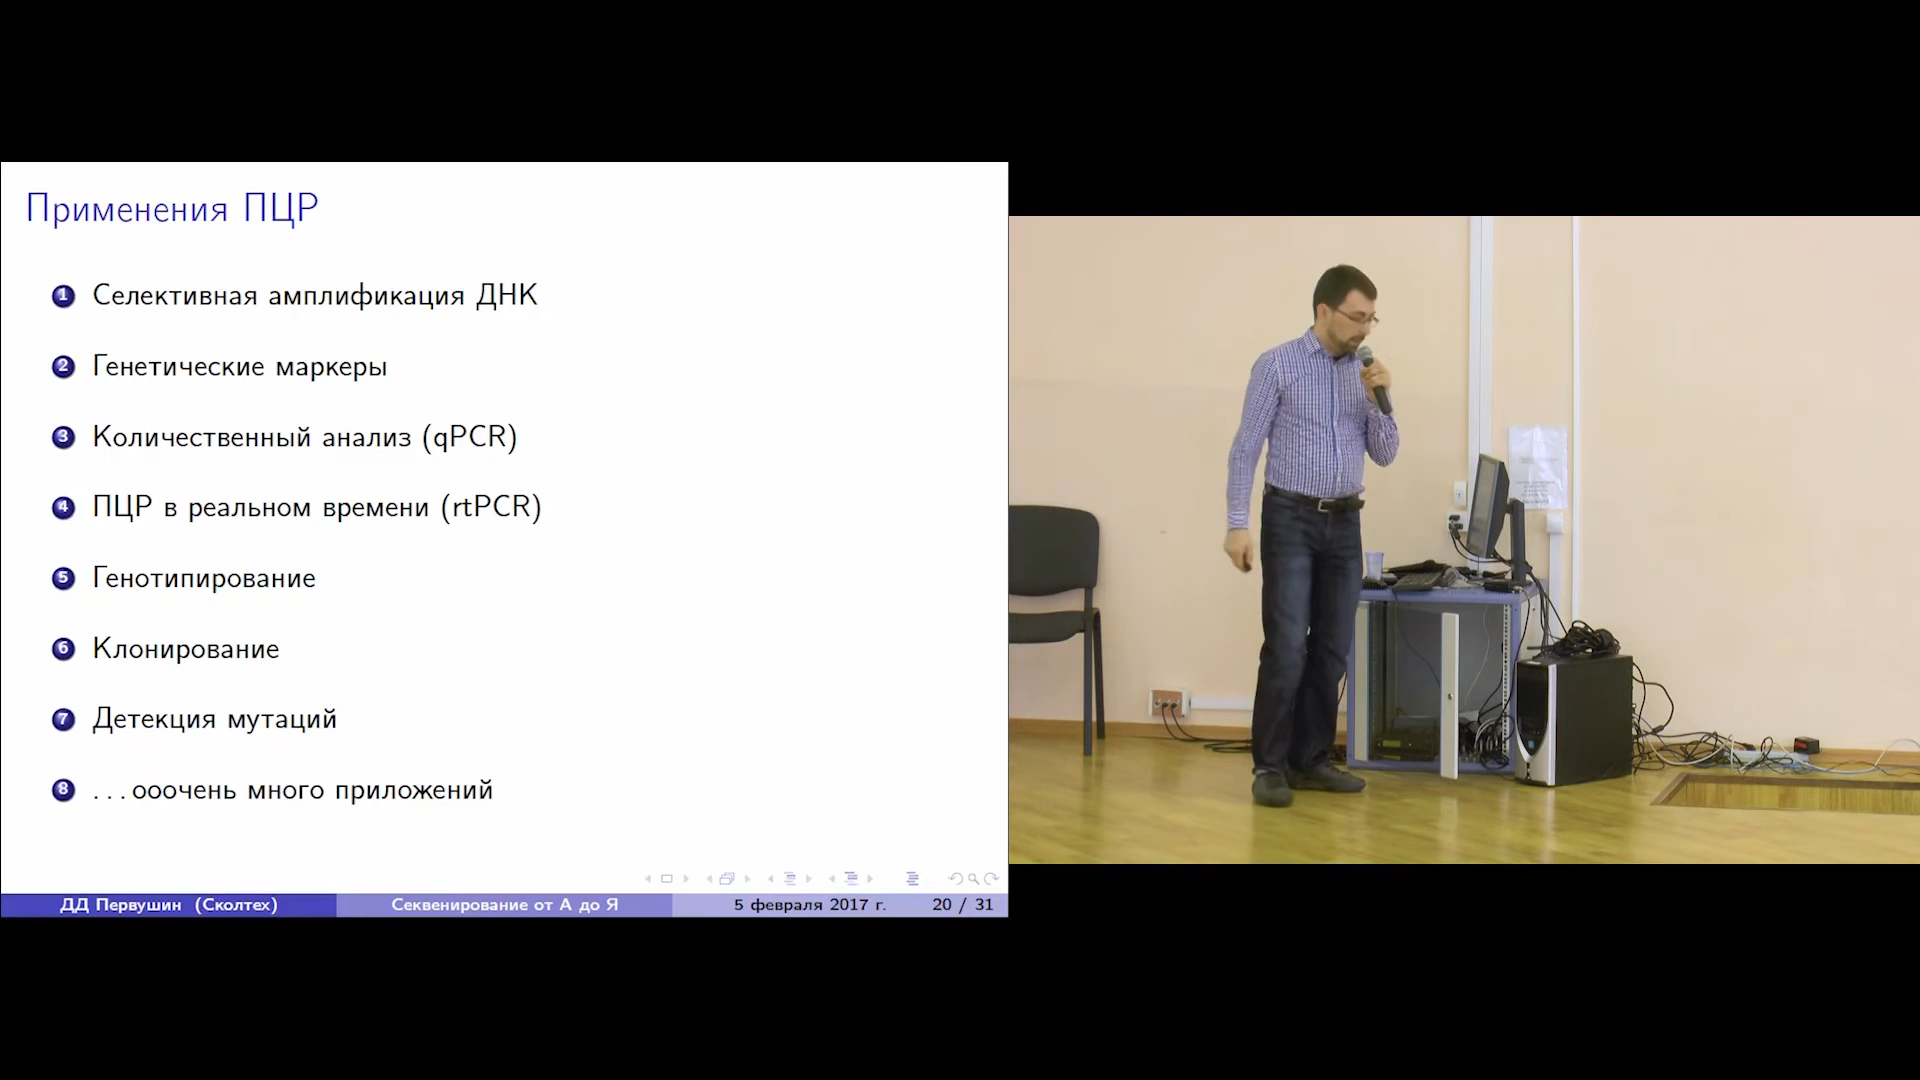 Применения ПЦР
1 Селективная амплификация ДНК
2 Генетические маркеры
3 Количественный анализ (qPCR)
4 ПЦР в реальном времени (rtPCR)
5 Генотипирование
6 Клонирование
7 Детекция мутаций
8 ...ооочень много приложений
ДД Первушин (Сколтех) Секвенирование от А до Я 5 февраля 2017 г. 20 / 31